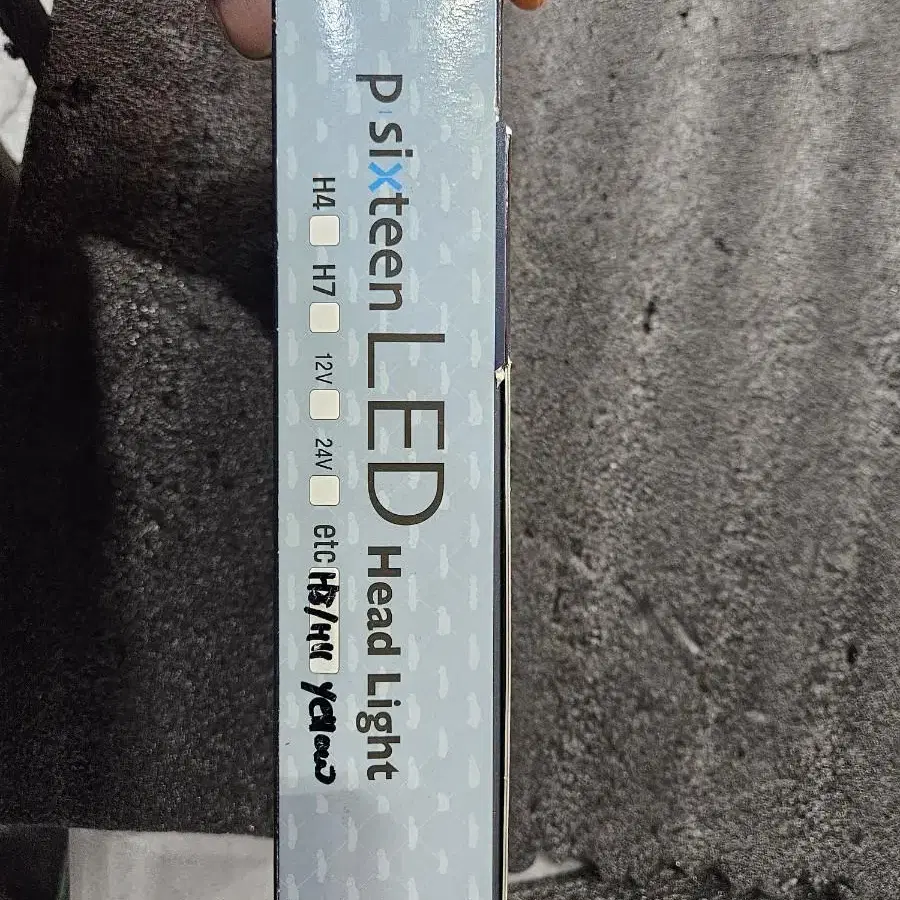 p sixteen LED Head Light
H4 H7 12V 24V etc H8/H11 Yellow